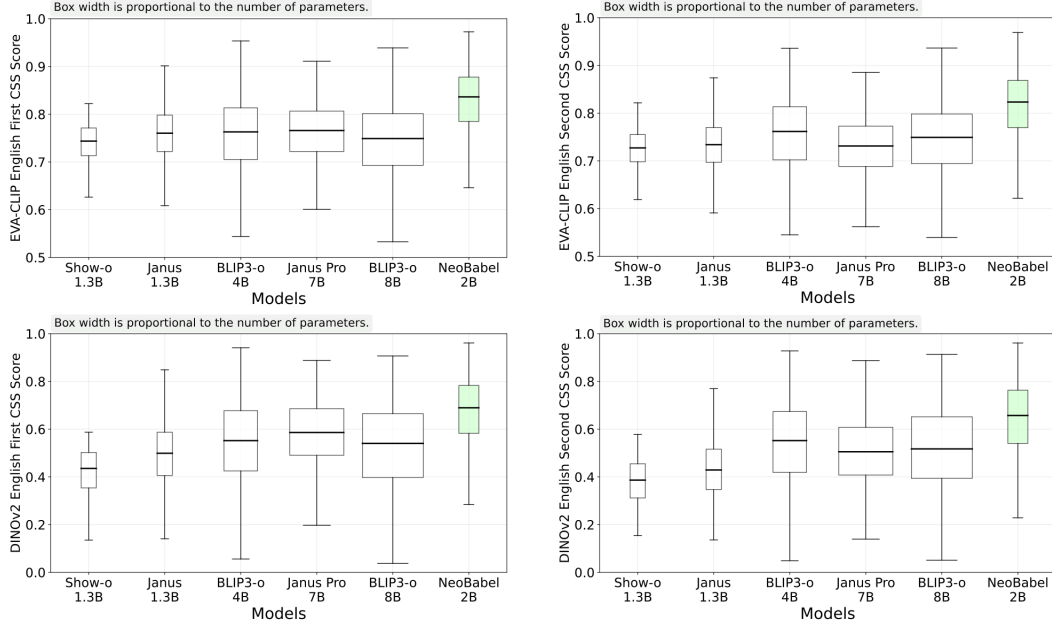 Box width is proportional to the number of parameters.
EVA-CLIP English First CSS Score
1.0
0.9
0.8
0.7
0.6
0.5
Show-o 1.3B
Janus 1.3B
BLIP3-o 4B
Janus Pro 7B
BLIP3-o 8B
NeoBabel 2B
Models
Box width is proportional to the number of parameters.
EVA-CLIP English Second CSS Score
1.0
0.9
0.8
0.7
0.6
0.5
Show-o 1.3B
Janus 1.3B
BLIP3-o 4B
Janus Pro 7B
BLIP3-o 8B
NeoBabel 2B
Models
Box width is proportional to the number of parameters.
DINOv2 English First CSS Score
1.0
0.8
0.6
0.4
0.2
0.0
Show-o 1.3B
Janus 1.3B
BLIP3-o 4B
Janus Pro 7B
BLIP3-o 8B
NeoBabel 2B
Models
Box width is proportional to the number of parameters.
DINOv2 English Second CSS Score
1.0
0.8
0.6
0.4
0.2
0.0
Show-o 1.3B
Janus 1.3B
BLIP3-o 4B
Janus Pro 7B
BLIP3-o 8B
NeoBabel 2B
Models